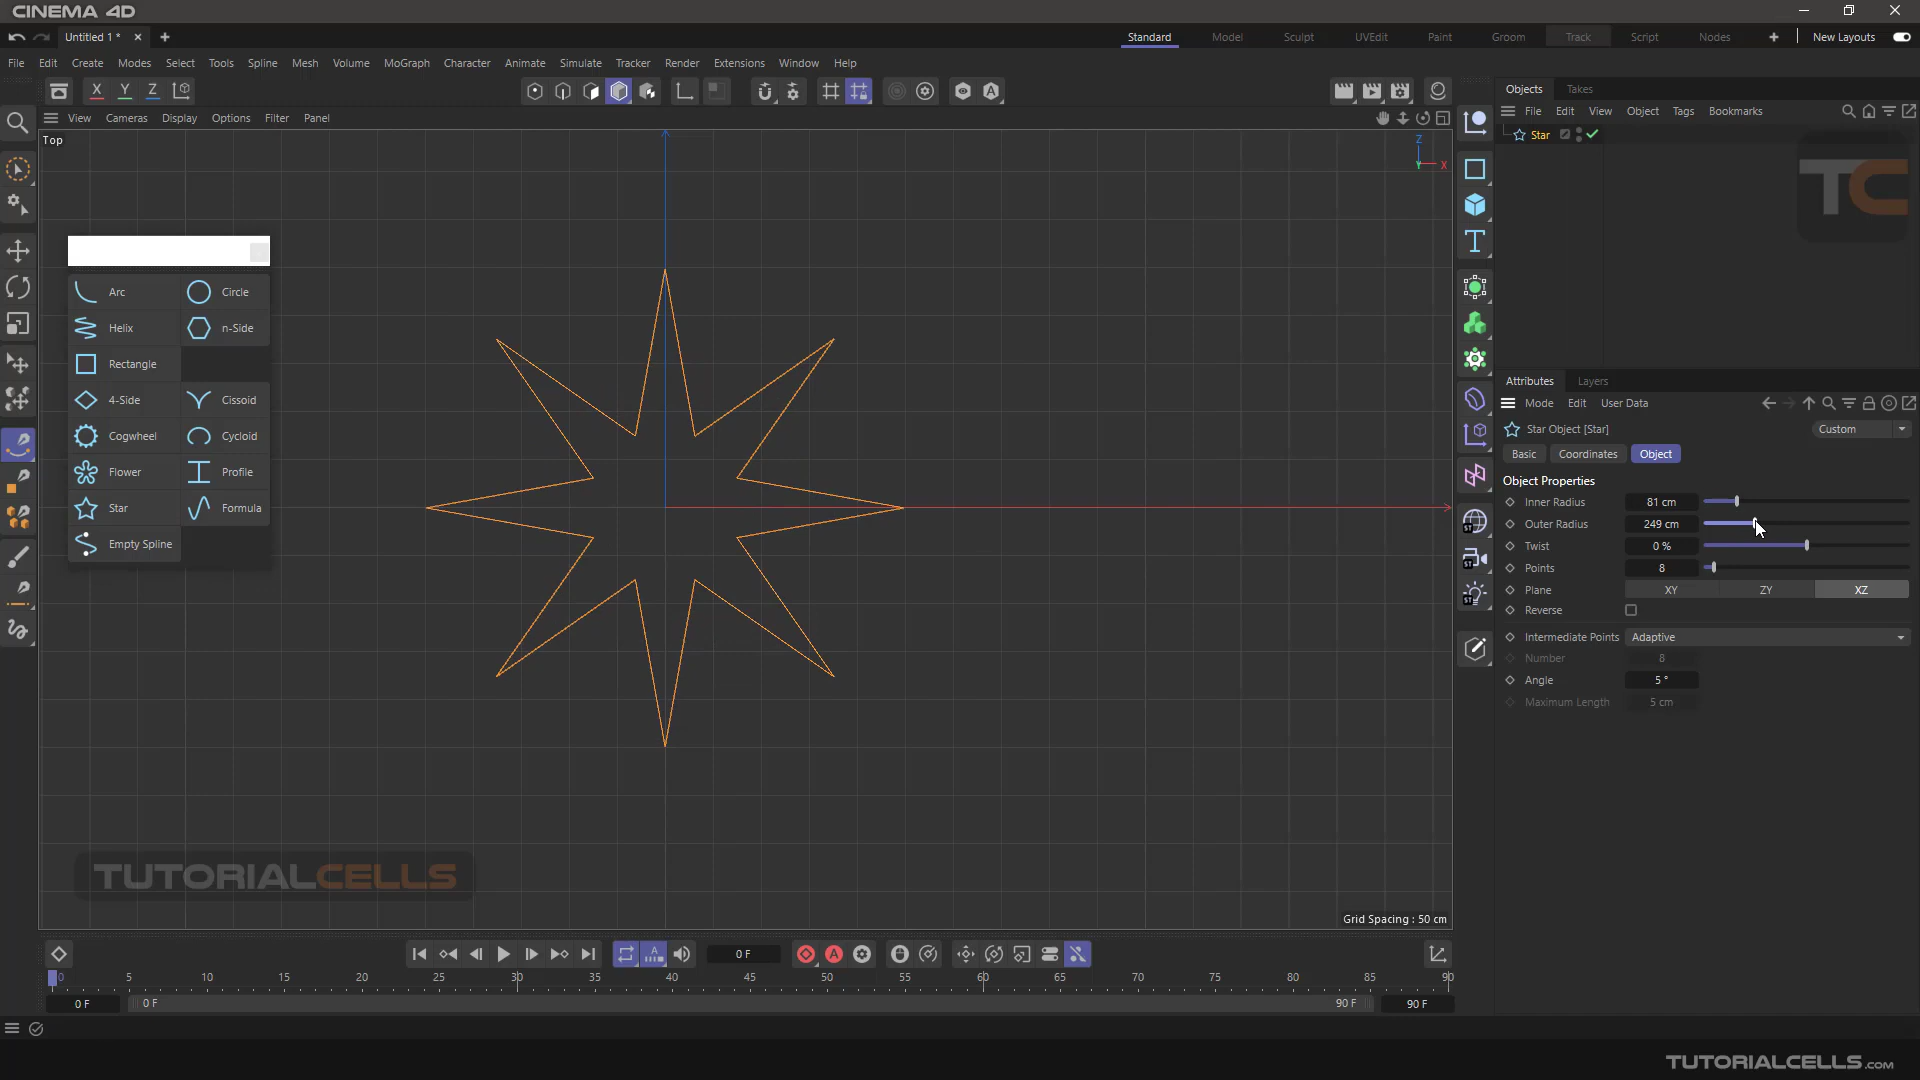 CINEMA 4D
Untitled 1 *
Standard Model Sculpt UVEdit Paint Groom Track Script Nodes New Layouts
File Edit Create Modes Select Tools Spline Mesh Volume MoGraph Character Animate Simulate Tracker Render Extensions Window Help
X Y Z
Objects Takes
File Edit View Object Tags Bookmarks
View Cameras Display Options Filter Panel
Star
Top
Z
Y X
TC
Arc Circle
Helix n-Side
Rectangle
4-Side Cissoid
Cogwheel Cycloid
Flower Profile
Star Formula
Empty Spline
Attributes Layers
Mode Edit User Data
Star Object [Star] Custom
Basic Coordinates Object
Object Properties
Inner Radius 81 cm
Outer Radius 249 cm
Twist 0 %
Points 8
Plane XY ZY XZ
Reverse
Intermediate Points Adaptive
Number 8
Angle 5 °
Maximum Length 5 cm
TUTORIALCELLS
Grid Spacing : 50 cm
0 F
0 5 10 15 20 25 30 35 40 45 50 55 60 65 70 75 80 85 90
0 F 0 F 90 F 90 F
TUTORIALCELLS.com